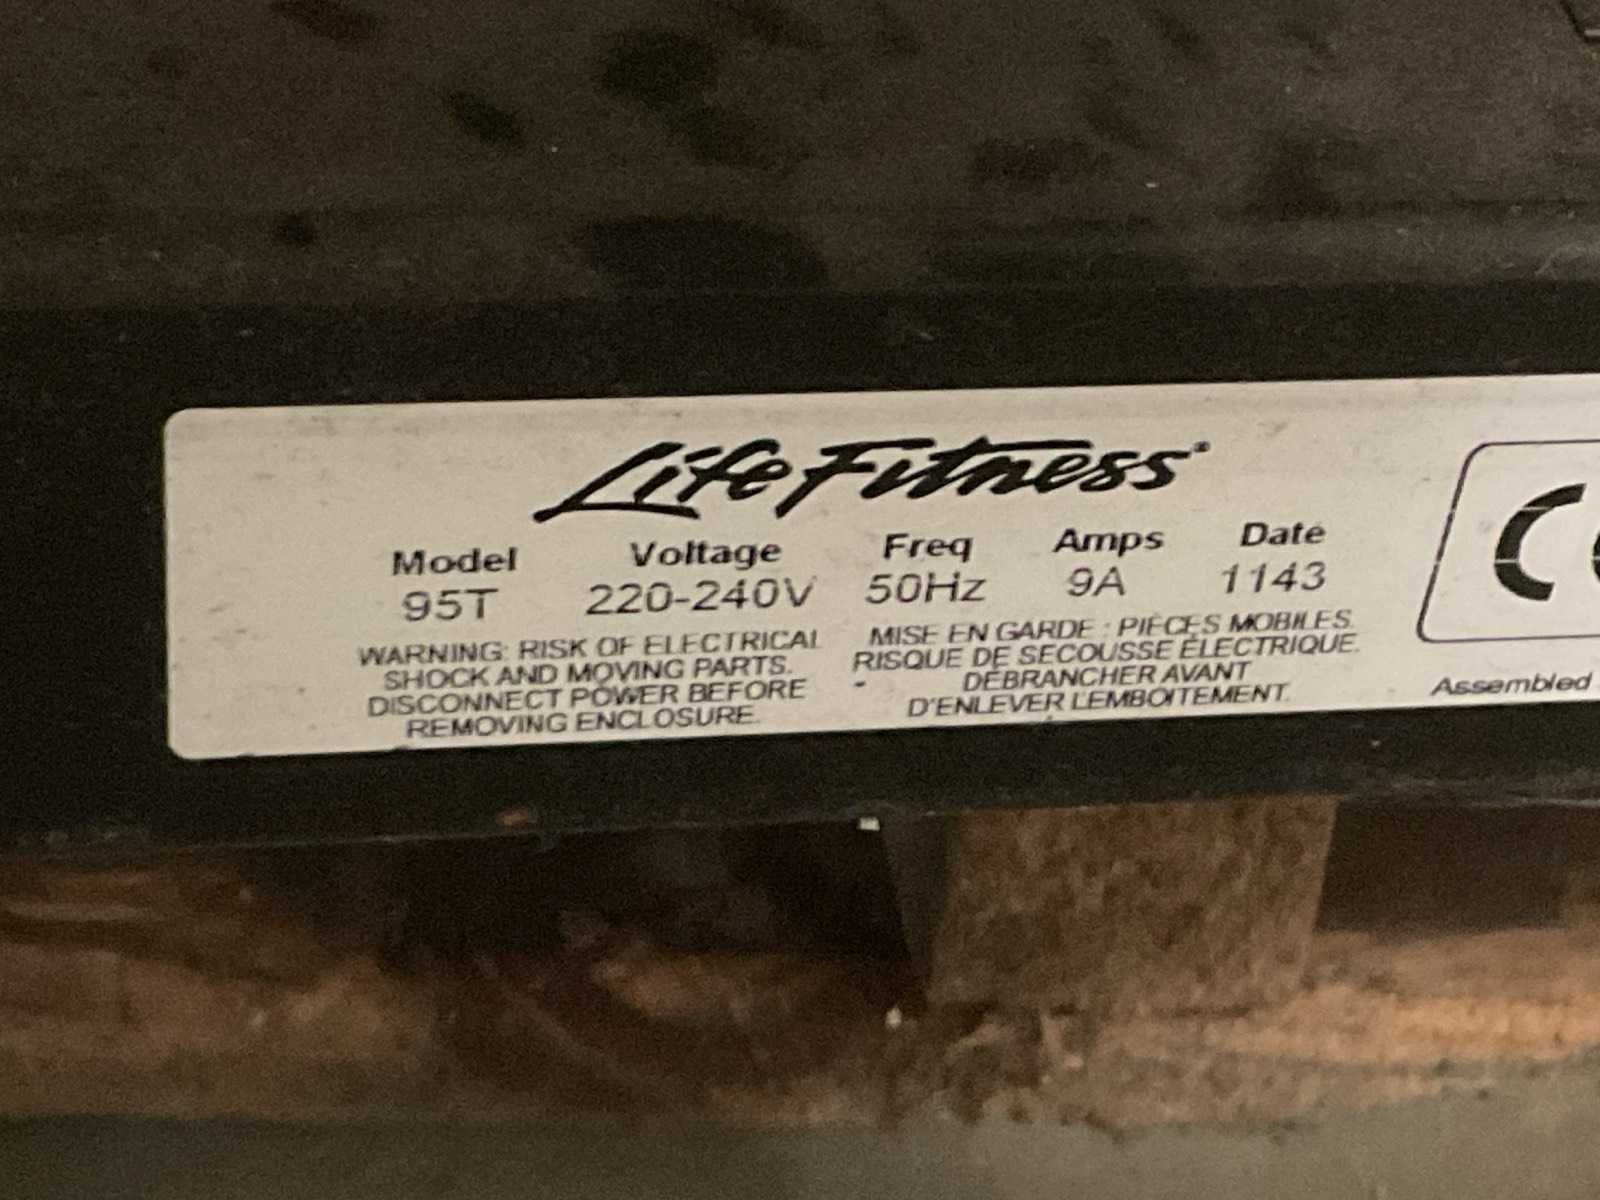 Life Fitness®
Model Voltage Freq Amps Date
95T 220-240V 50Hz 9A 1143
WARNING: RISK OF ELECTRICAL
SHOCK AND MOVING PARTS.
DISCONNECT POWER BEFORE
REMOVING ENCLOSURE.
MISE EN GARDE : PIÈCES MOBILES.
RISQUE DE SECOUSSE ÉLECTRIQUE.
DÉBRANCHER AVANT
D'ENLEVER L'EMBOITEMENT.
C
Assembled